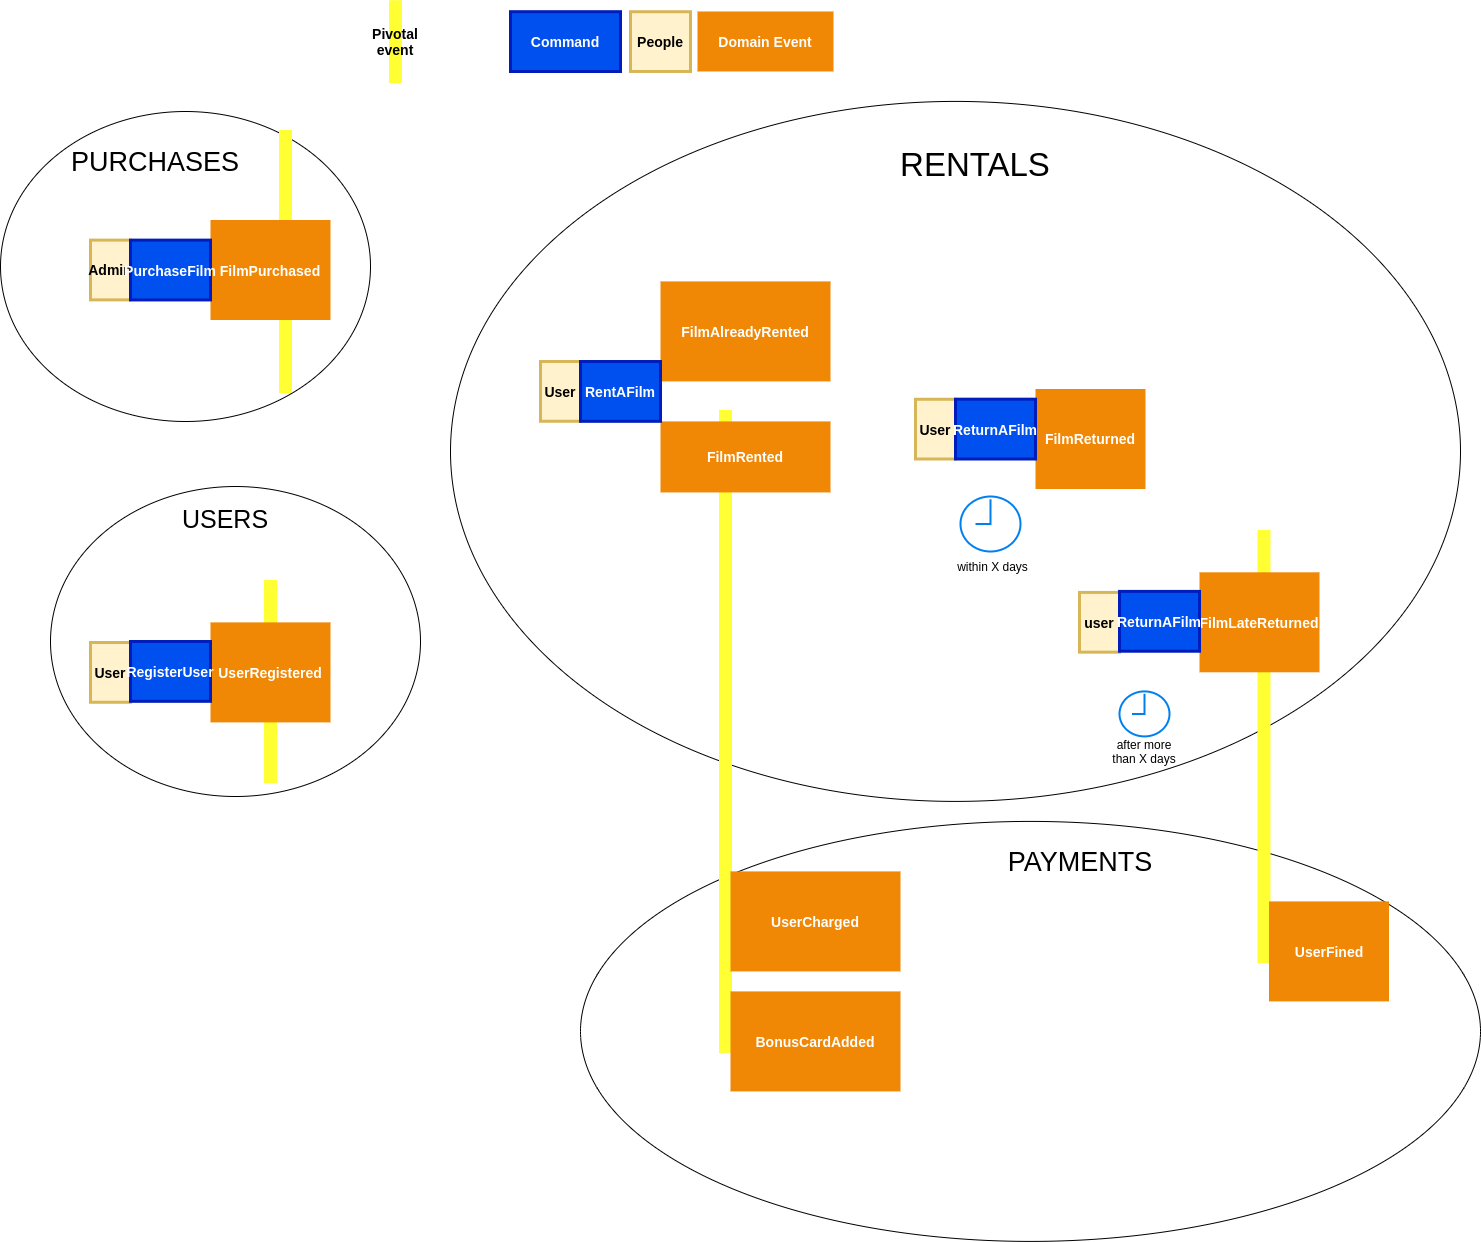 Pivotal
event
Command
People
Domain Event
PURCHASES
Admin
PurchaseFilm
FilmPurchased
RENTALS
FilmAlreadyRented
User
RentAFilm
FilmRented
User
ReturnAFilm
FilmReturned
within X days
user
ReturnAFilm
FilmLateReturned
after more
than X days
USERS
User
RegisterUser
UserRegistered
PAYMENTS
UserCharged
UserFined
BonusCardAdded